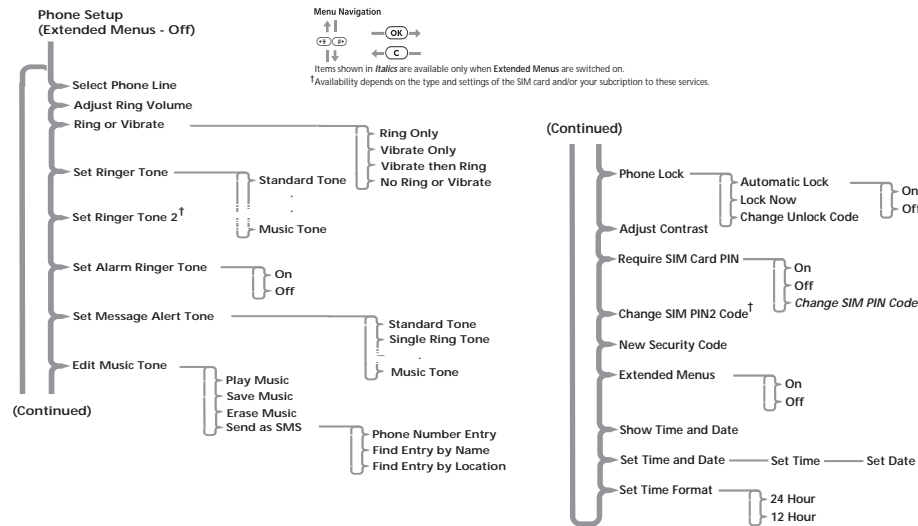 Phone Setup
(Extended Menus - Off)
Menu Navigation
OK
C
Items shown in Italics are available only when Extended Menus are switched on.
†Availability depends on the type and settings of the SIM card and/or your subcription to these services.
Select Phone Line
Adjust Ring Volume
Ring or Vibrate
Ring Only
Vibrate Only
Vibrate then Ring
No Ring or Vibrate
Set Ringer Tone
Standard Tone
.
.
Music Tone
Set Ringer Tone 2†
Set Alarm Ringer Tone
On
Off
Set Message Alert Tone
Standard Tone
Single Ring Tone
.
Music Tone
Edit Music Tone
Play Music
Save Music
Erase Music
Send as SMS
Phone Number Entry
Find Entry by Name
Find Entry by Location
(Continued)
(Continued)
Phone Lock
Automatic Lock
On
Off
Lock Now
Change Unlock Code
Adjust Contrast
Require SIM Card PIN
On
Off
Change SIM PIN Code
Change SIM PIN2 Code†
New Security Code
Extended Menus
On
Off
Show Time and Date
Set Time and Date
Set Time
Set Date
Set Time Format
24 Hour
12 Hour